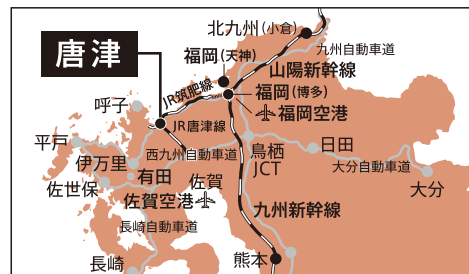 北九州(小倉)
九州自動車道
福岡(天神)
唐津
山陽新幹線
JR筑肥線
福岡(博多)
呼子
福岡空港
JR唐津線
平戸
伊万里
西九州自動車道
鳥栖
JCT
日田
大分自動車道
有田
佐世保
佐賀
大分
佐賀空港
九州新幹線
長崎自動車道
長崎
熊本